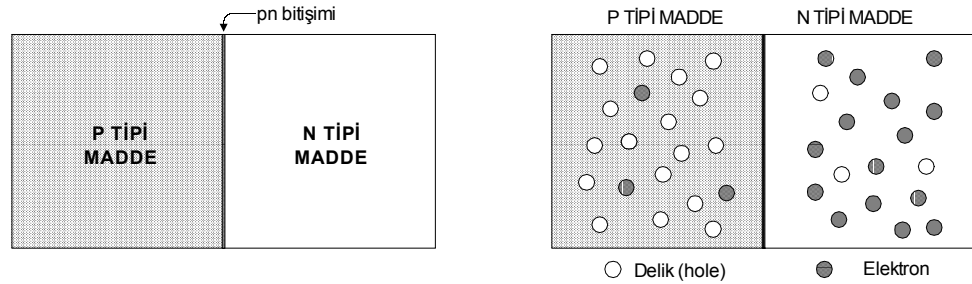 pn bitişimi
P TİPİ
MADDE
N TİPİ
MADDE
P TİPİ MADDE
N TİPİ MADDE
Delik (hole)
Elektron